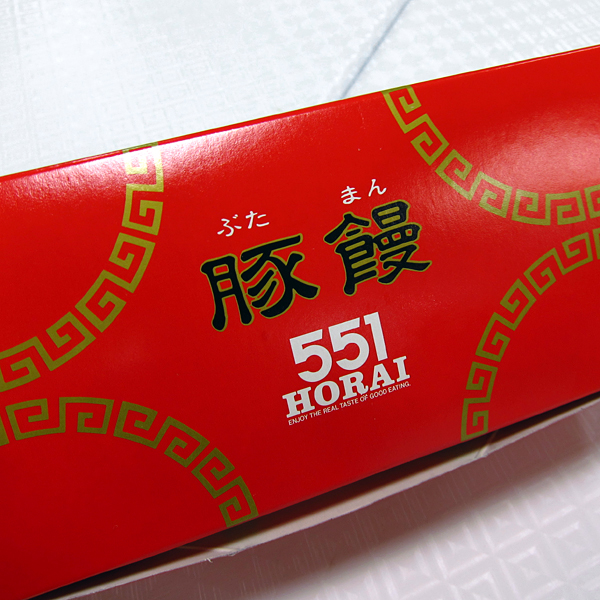 ぶた まん
豚饅
551
HORAI
ENJOY THE REAL TASTE OF GOOD EATING.